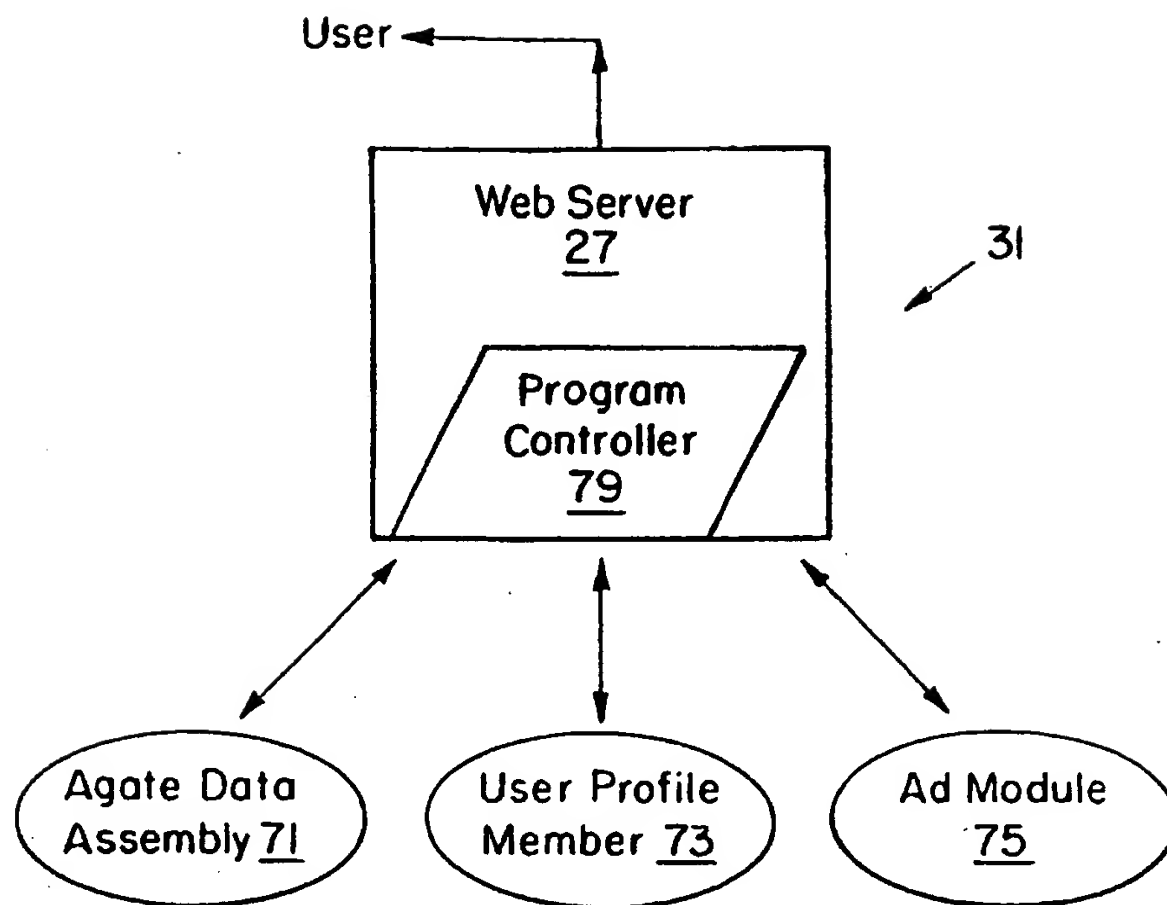 User
Web Server
27
31
Program
Controller
79
Agate Data
Assembly 71
User Profile
Member 73
Ad Module
75